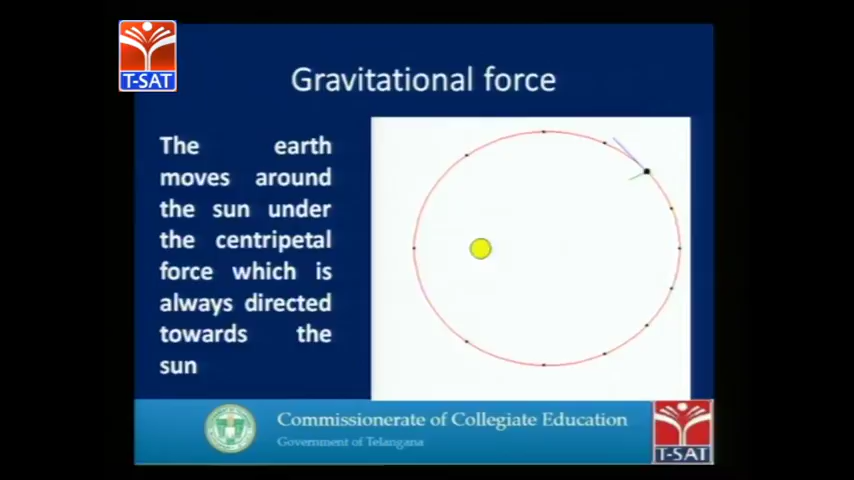 T-SAT
Gravitational force
The earth
moves around
the sun under
the centripetal
force which is
always directed
towards the
sun
Commissionerate of Collegiate Education
Government of Telangana
T-SAT